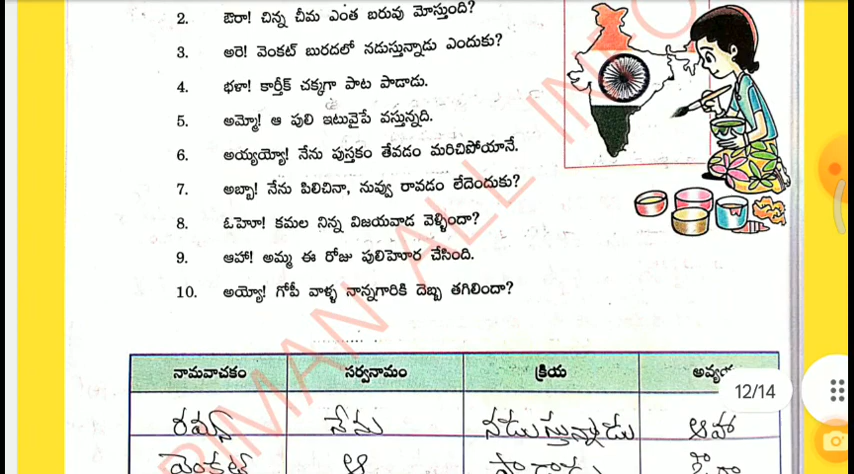 2. ఔరా! చిన్న చీమ ఎంత బరువు మోస్తుంది?
3. అరె! వెంకట్ బురదలో నడుస్తున్నాడు ఎందుకు?
4. భళా! కార్తీక్ చక్కగా పాట పాడాడు.
5. అమ్మో! ఆ పులి ఇటువైపే వస్తున్నది.
6. అయ్యయ్యో! నేను పుస్తకం తేవడం మరిచిపోయానే.
7. అబ్బా! నేను పిలిచినా, నువ్వు రావడం లేదెందుకు?
8. ఓహెూ! కమల నిన్న విజయవాడ వెళ్ళిందా?
9. ఆహా! అమ్మ ఈ రోజు పులిహెూర చేసింది.
10. అయ్యో! గోపీ వాళ్ళ నాన్నగారికి దెబ్బ తగిలిందా?
నామవాచకం సర్వనామం క్రియ
12/14
నేను నాడుస్తున్నాడు ఆహా
వెంకట్ ఆ